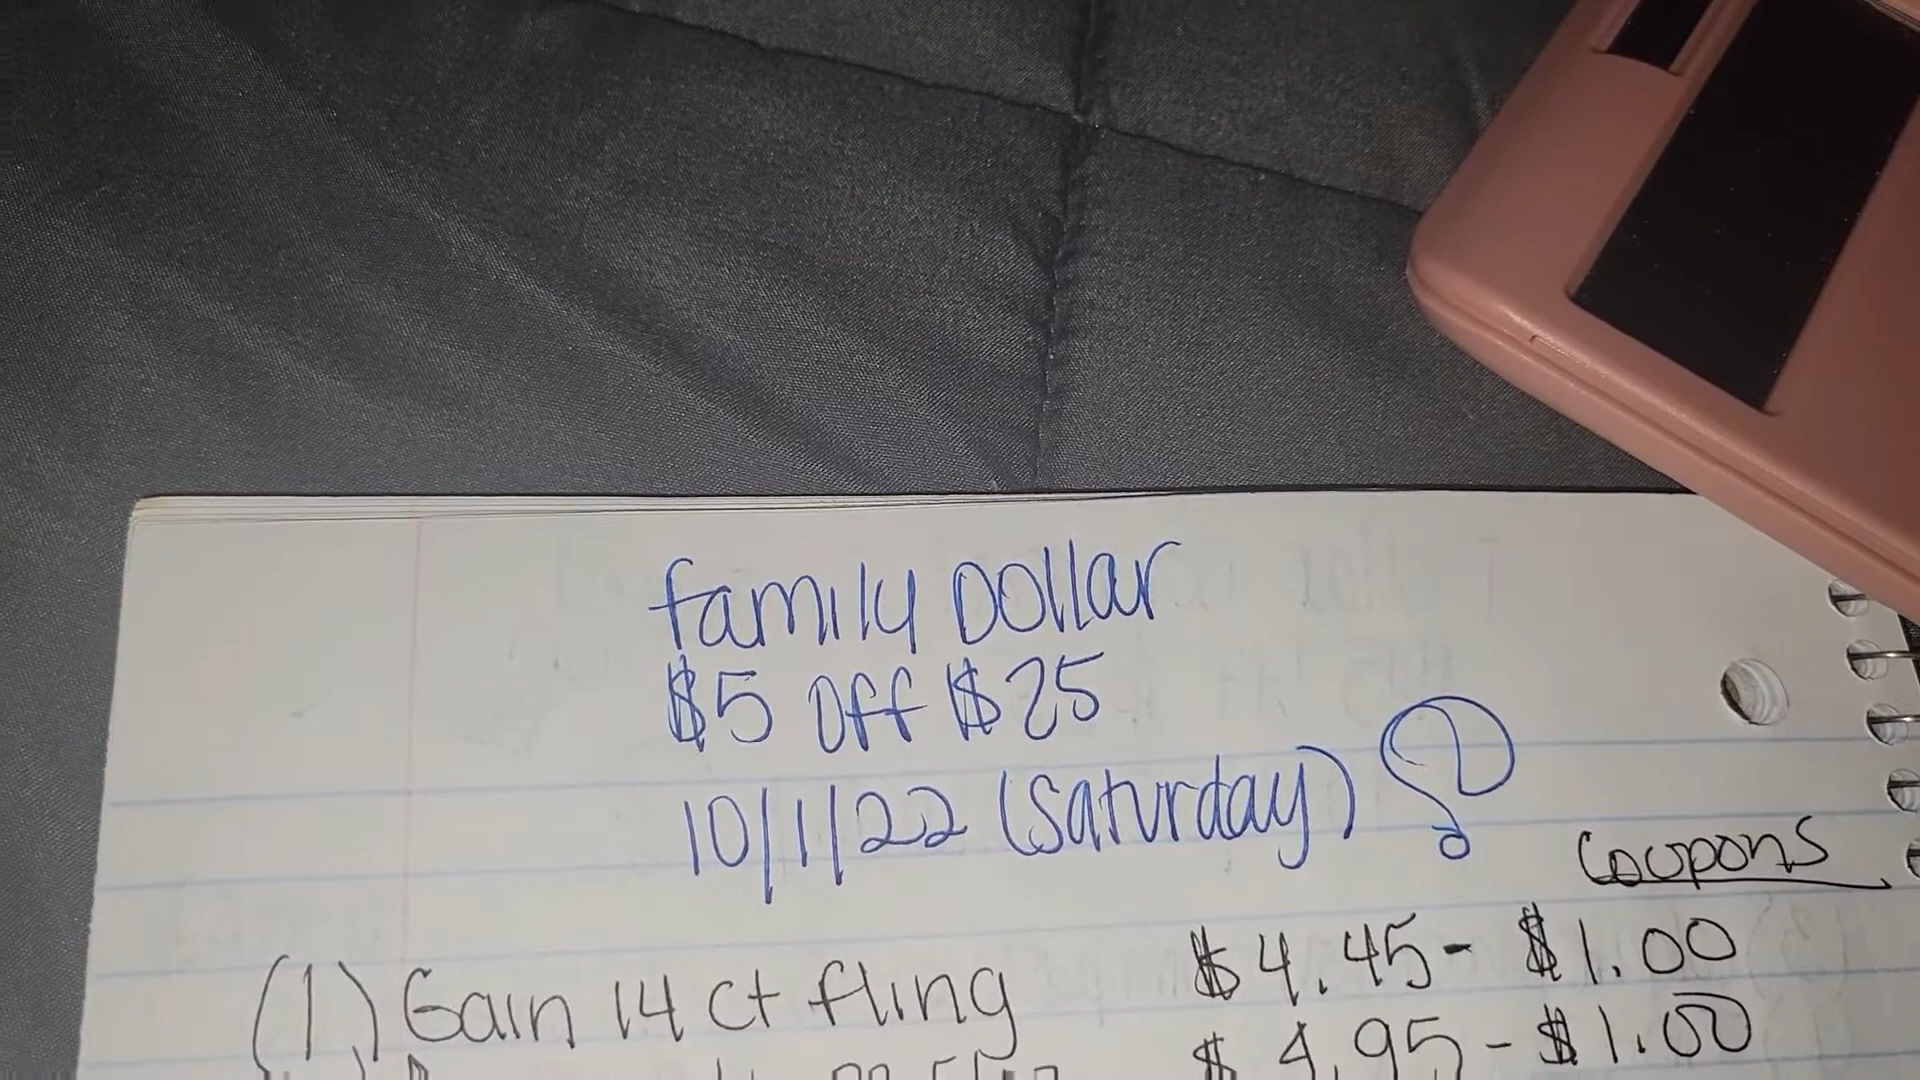 family Dollar
$5 Off $25
10/1/22 (Saturday)
Coupons
(1) Gain 14 ct fling $4.45 - $1.00
$4.95 - $1.00